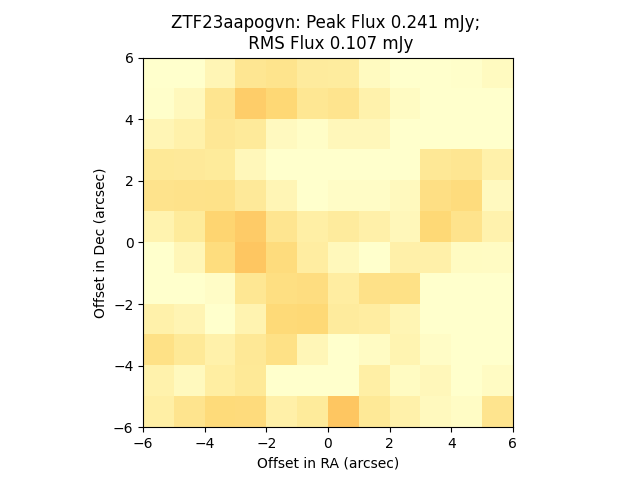 ZTF23aapogvn: Peak Flux 0.241 mJy;
RMS Flux 0.107 mJy
6
4
2
0
−2
−4
−6
Offset in Dec (arcsec)
−6 −4 −2 0 2 4 6
Offset in RA (arcsec)